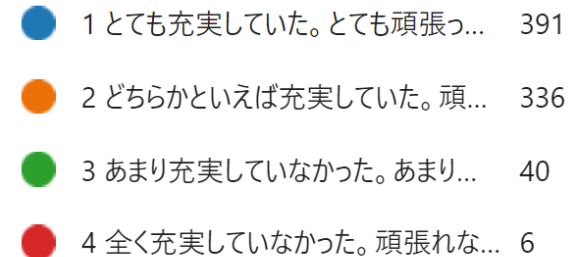 1 とても充実していた。とても頑張っ... 391
2 どちらかといえば充実していた。頑... 336
3 あまり充実していなかった。あまり... 40
4 全く充実していなかった。頑張れな... 6